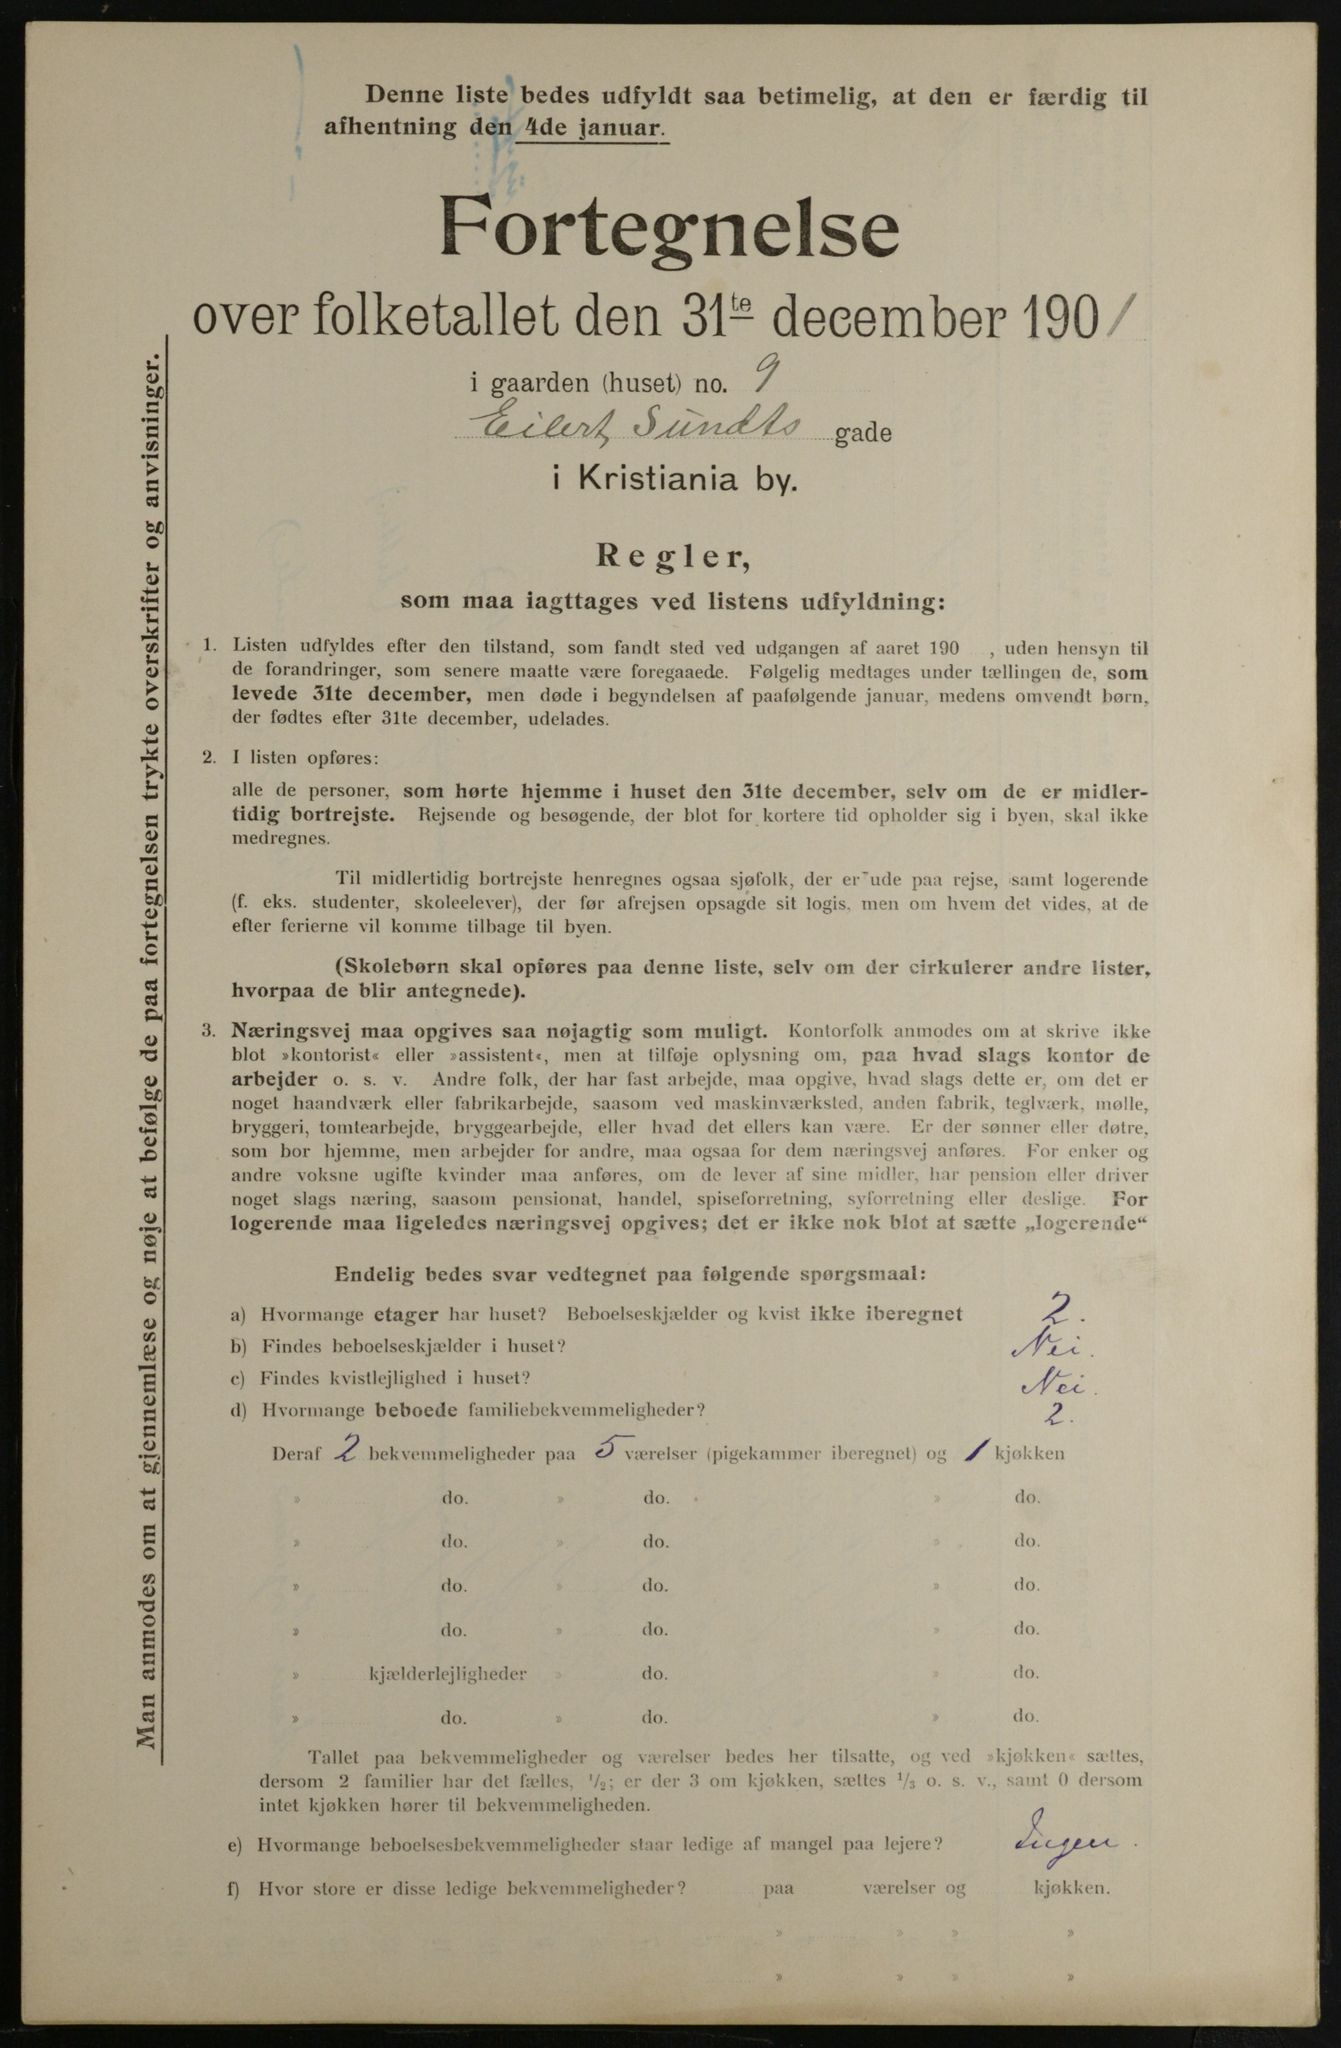 Denne liste bedes udfyldt saa betimelig, at den er færdig til
afhentning den 4de januar.
Fortegnelse
over folketallet den 31te december 1901
i gaarden (huset) no. 9
Eilert Sundts gade
i Kristiania by.
Regler,
som maa iagttages ved listens udfyldning:
1. Listen udfyldes efter den tilstand, som fandt sted ved udgangen af aaret 190 , uden hensyn til
de forandringer, som senere maatte være foregaaede. Følgelig medtages under tællingen de, som
levede 31te december, men døde i begyndelsen af paafølgende januar, medens omvendt børn,
der fødtes efter 31te december, udelades.
2. I listen opføres:
alle de personer, som hørte hjemme i huset den 31te december, selv om de er midler-
tidig bortrejste. Rejsende og besøgende, der blot for kortere tid opholder sig i byen, skal ikke
medregnes.
Til midlertidig bortrejste henregnes ogsaa sjøfolk, der er ude paa rejse, samt logerende
(f. eks. studenter, skoleelever), der før afrejsen opsagde sit logis, men om hvem det vides, at de
efter ferierne vil komme tilbage til byen.
(Skolebørn skal opføres paa denne liste, selv om der cirkulerer andre lister,
hvorpaa de blir antegnede).
3. Næringsvej maa opgives saa nøjagtig som muligt. Kontorfolk anmodes om at skrive ikke
blot »kontorist« eller »assistent«, men at tilføje oplysning om, paa hvad slags kontor de
arbejder o. s. v. Andre folk, der har fast arbejde, maa opgive, hvad slags dette er, om det er
noget haandværk eller fabrikarbejde, saasom ved maskinværksted, anden fabrik, teglværk, mølle,
bryggeri, tomtearbejde, bryggearbejde, eller hvad det ellers kan være. Er der sønner eller døtre,
som bor hjemme, men arbejder for andre, maa ogsaa for dem næringsvej anføres. For enker og
andre voksne ugifte kvinder maa anføres, om de lever af sine midler, har pension eller driver
noget slags næring, saasom pensionat, handel, spiseforretning, syforretning eller deslige. For
logerende maa ligeledes næringsvej opgives; det er ikke nok blot at sætte „logerende“
Endelig bedes svar vedtegnet paa følgende spørgsmaal:
a) Hvormange etager har huset? Beboelseskjælder og kvist ikke iberegnet 2.
b) Findes beboelseskjælder i huset? Nei.
c) Findes kvistlejlighed i huset? Nei.
d) Hvormange beboede familiebekvemmeligheder? 2.
Deraf 2 bekvemmeligheder paa 5 værelser (pigekammer iberegnet) og 1 kjøkken
» do. » do. » do.
» do. » do. » do.
» do. » do. » do.
» do. » do. » do.
» kjælderlejligheder » do. » do.
» do. » do. » do.
Tallet paa bekvemmeligheder og værelser bedes her tilsatte, og ved »kjøkken« sættes,
dersom 2 familier har det fælles, 1/2; er der 3 om kjøkken, sættes 1/3 o. s. v., samt 0 dersom
intet kjøkken hører til bekvemmeligheden.
e) Hvormange beboelsesbekvemmeligheder staar ledige af mangel paa lejere? Ingen.
f) Hvor store er disse ledige bekvemmeligheder? paa værelser og kjøkken.
» » » »
» » » »
Man anmodes om at gjennemlæse og nøje at befølge de paa fortegnelsen trykte overskrifter og anvisninger.